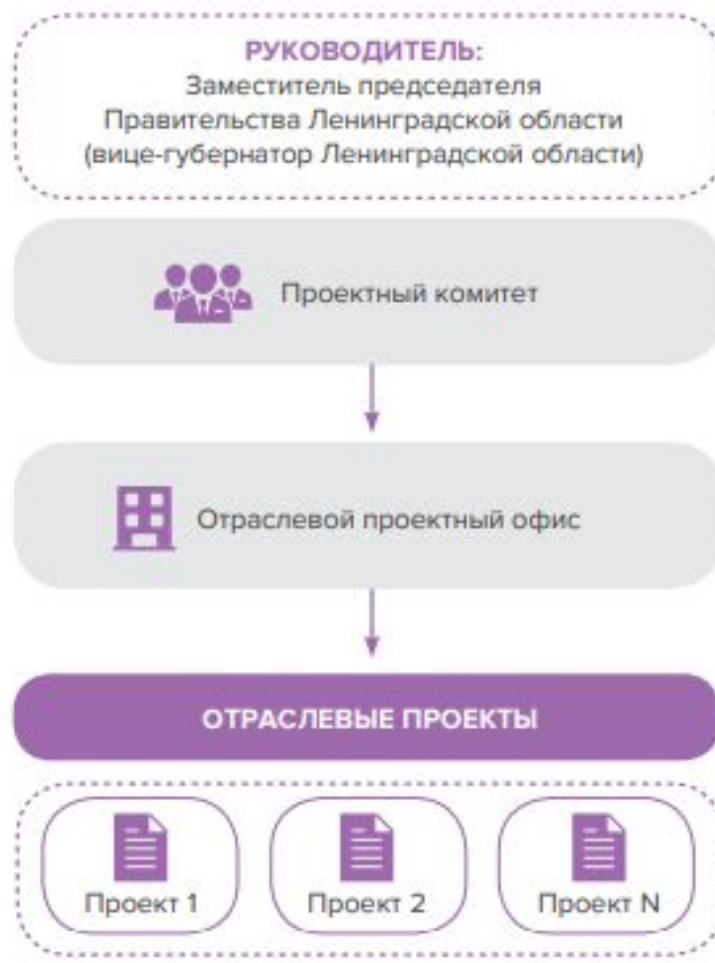 РУКОВОДИТЕЛЬ:
Заместитель председателя
Правительства Ленинградской области
(вице-губернатор Ленинградской области)
Проектный комитет
Отраслевой проектный офис
ОТРАСЛЕВЫЕ ПРОЕКТЫ
Проект 1
Проект 2
Проект N